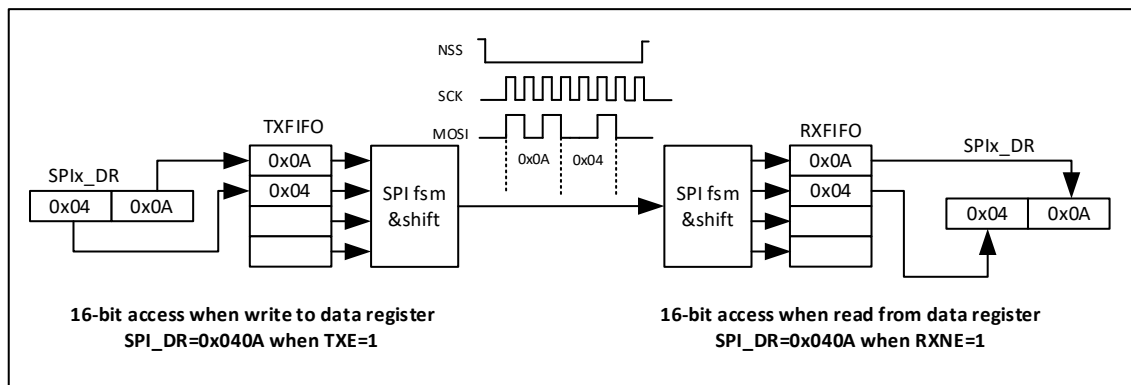 NSS
SCK
MOSI
TXFIFO
RXFIFO
0x0A
0x04
SPIx_DR
0x04 0x0A
0x0A
0x04
SPI fsm
&shift
SPI fsm
&shift
0x0A
0x04
SPIx_DR
0x04 0x0A
16-bit access when write to data register
SPI_DR=0x040A when TXE=1
16-bit access when read from data register
SPI_DR=0x040A when RXNE=1